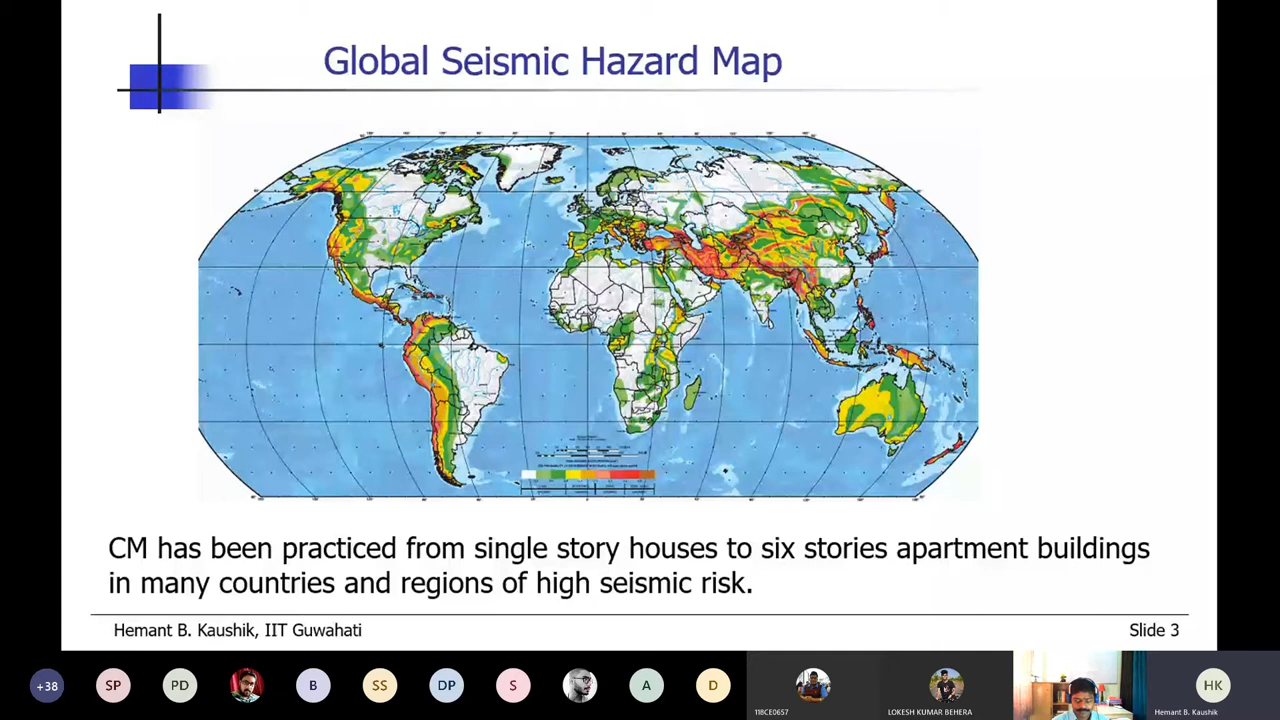 Global Seismic Hazard Map
CM has been practiced from single story houses to six stories apartment buildings
in many countries and regions of high seismic risk.
Hemant B. Kaushik, IIT Guwahati
Slide 3
+38
SP
PD
B
SS
DP
S
A
D
118CE0657
LOKESH KUMAR BEHERA
HK
Hemant B. Kaushik